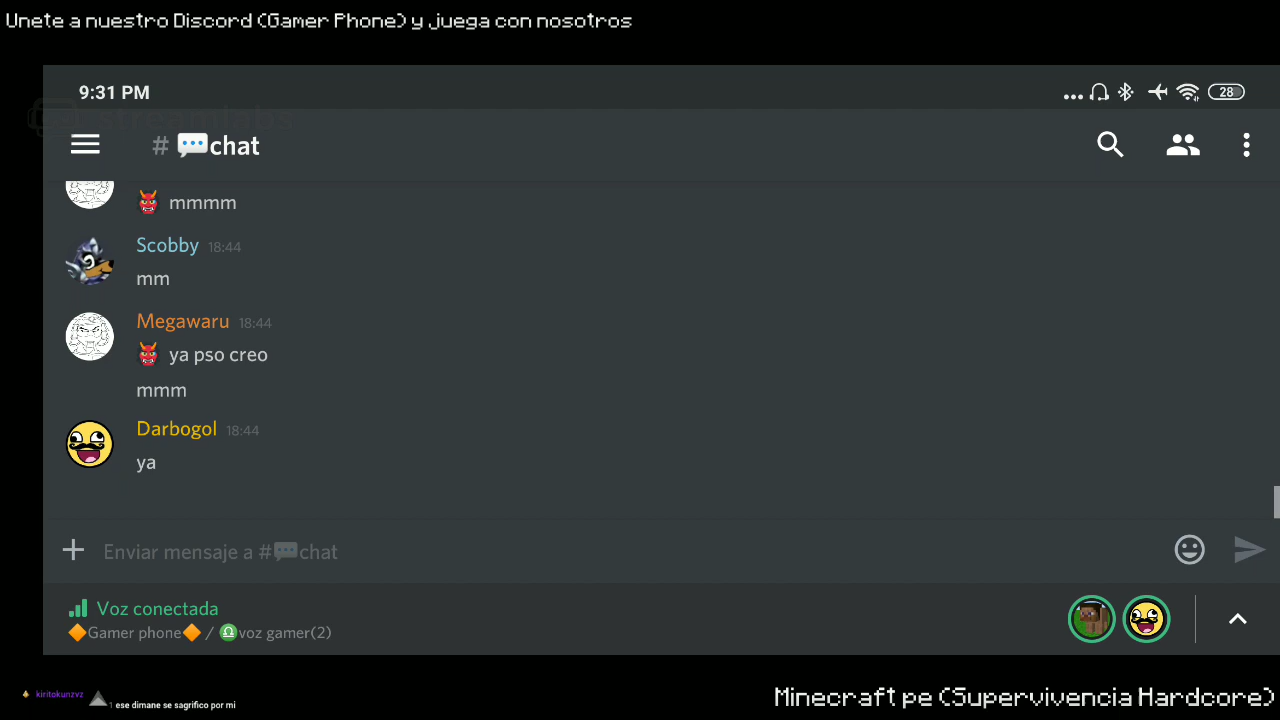 Unete a nuestro Discord (Gamer Phone) y juega con nosotros
9:31 PM
28
streamlabs
# 💬chat
👹 mmmm
Scobby 18:44
mm
Megawaru 18:44
👹 ya pso creo
mmm
Darbogol 18:44
ya
Enviar mensaje a #💬chat
Voz conectada
🔶Gamer phone🔶 / ♎voz gamer(2)
kiritokunzvz
1 ese dimane se sagrifico por mi
Minecraft pe (Supervivencia Hardcore)